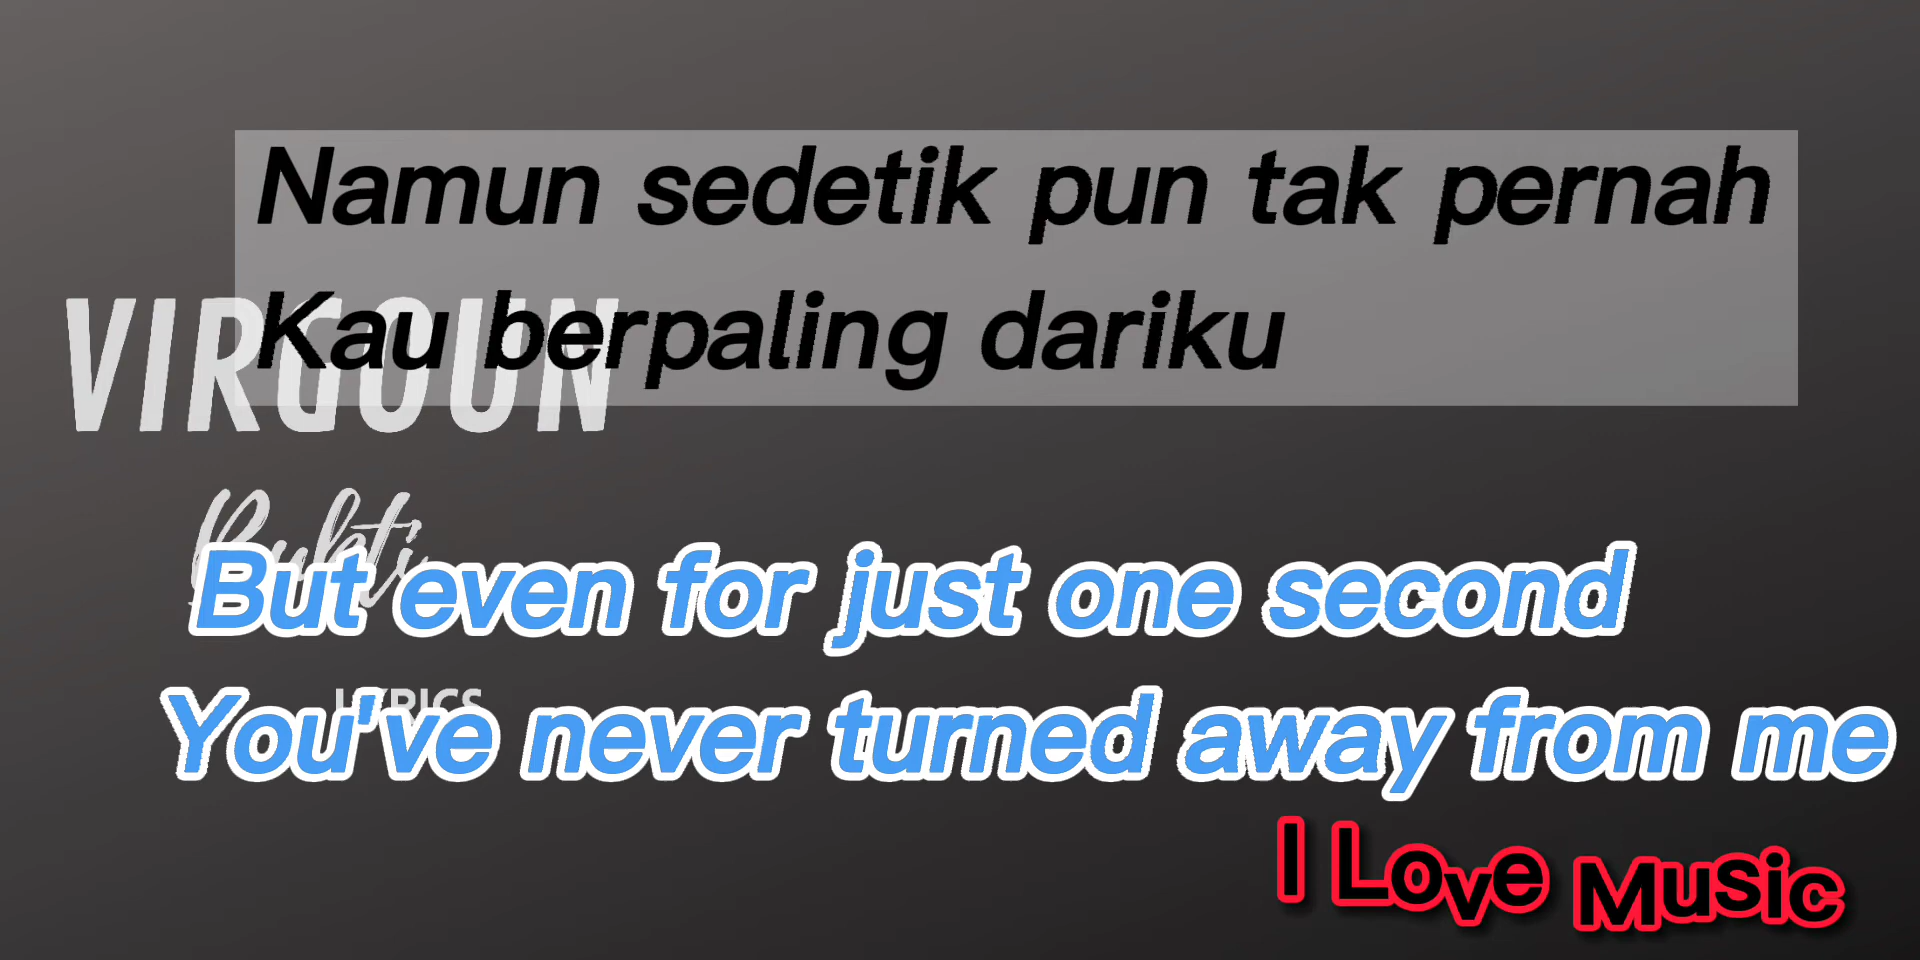 Namun sedetik pun tak pernah
Kau berpaling dariku
VIRGOUN
Bukti
But even for just one second
LYRICS
You've never turned away from me
I Love Music